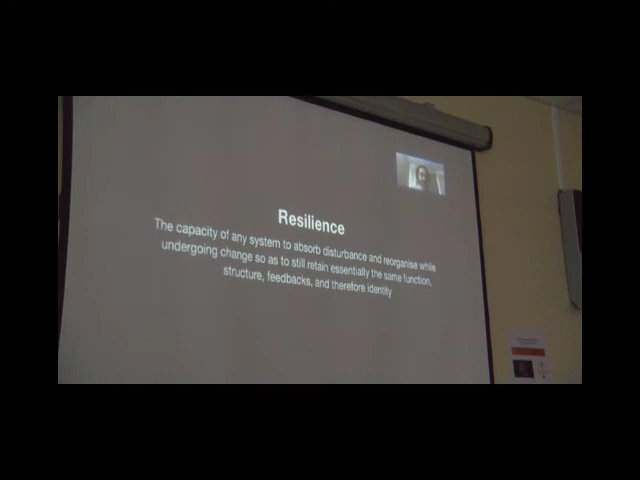 Resilience
The capacity of any system to absorb disturbance and reorganise while
undergoing change so as to still retain essentially the same function,
structure, feedbacks, and therefore identity